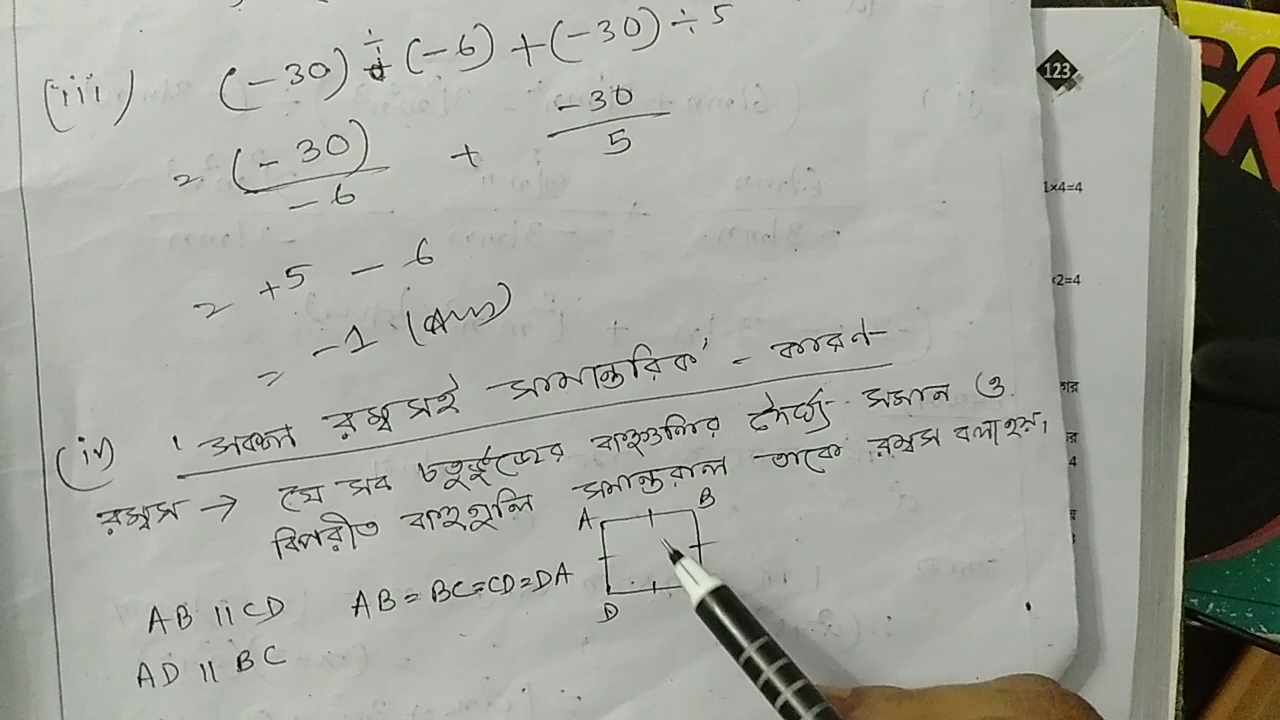 (iii) (-30) ÷ (-6) + (-30) ÷ 5
= (-30)/-6 + -30/5
= +5 - 6
= -1 (Ans)
(iv) 'সকল রম্বসই সামান্তরিক' - কারণ -
রম্বস → যে সব চতুর্ভুজের বাহুগুলির দৈর্ঘ্য সমান ও
বিপরীত বাহুগুলি সমান্তরাল তাকে রম্বস বলা হয়।
A B
D
AB || CD AB = BC = CD = DA
AD || BC
123
1×4=4
×2=4
4